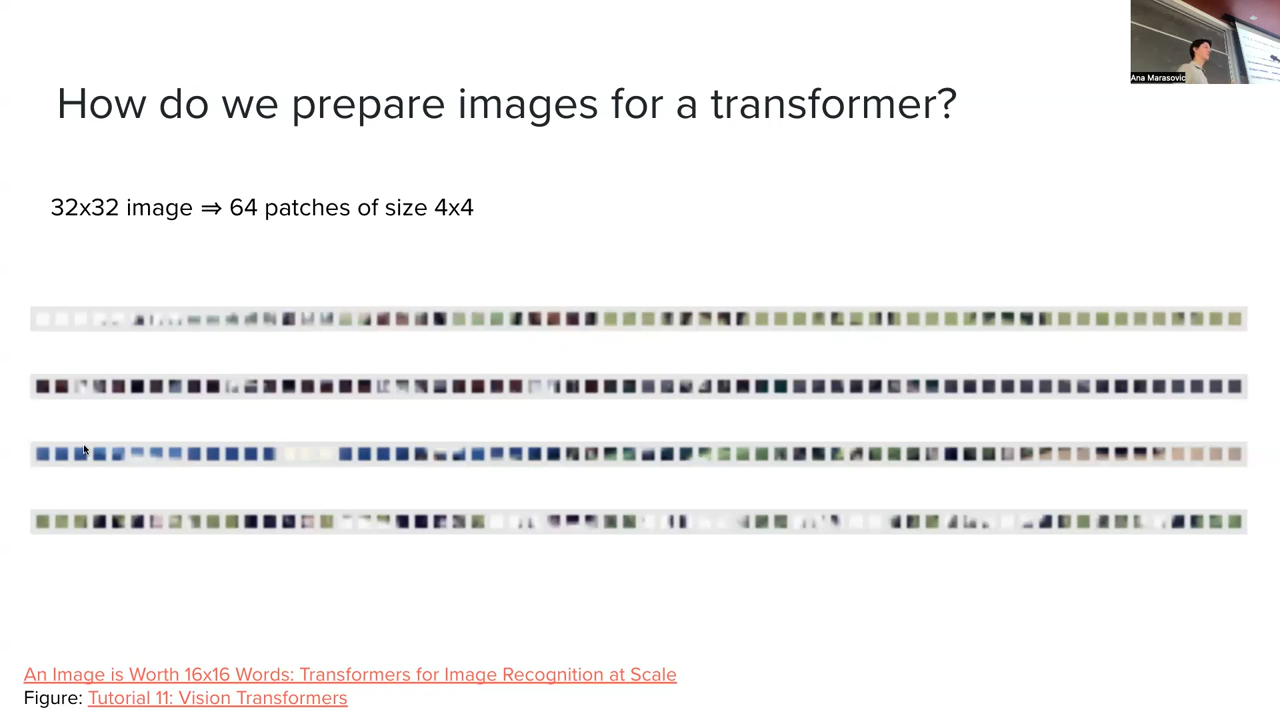 Ana Marasovic
How do we prepare images for a transformer?
32x32 image ⇒ 64 patches of size 4x4
An Image is Worth 16x16 Words: Transformers for Image Recognition at Scale
Figure: Tutorial 11: Vision Transformers